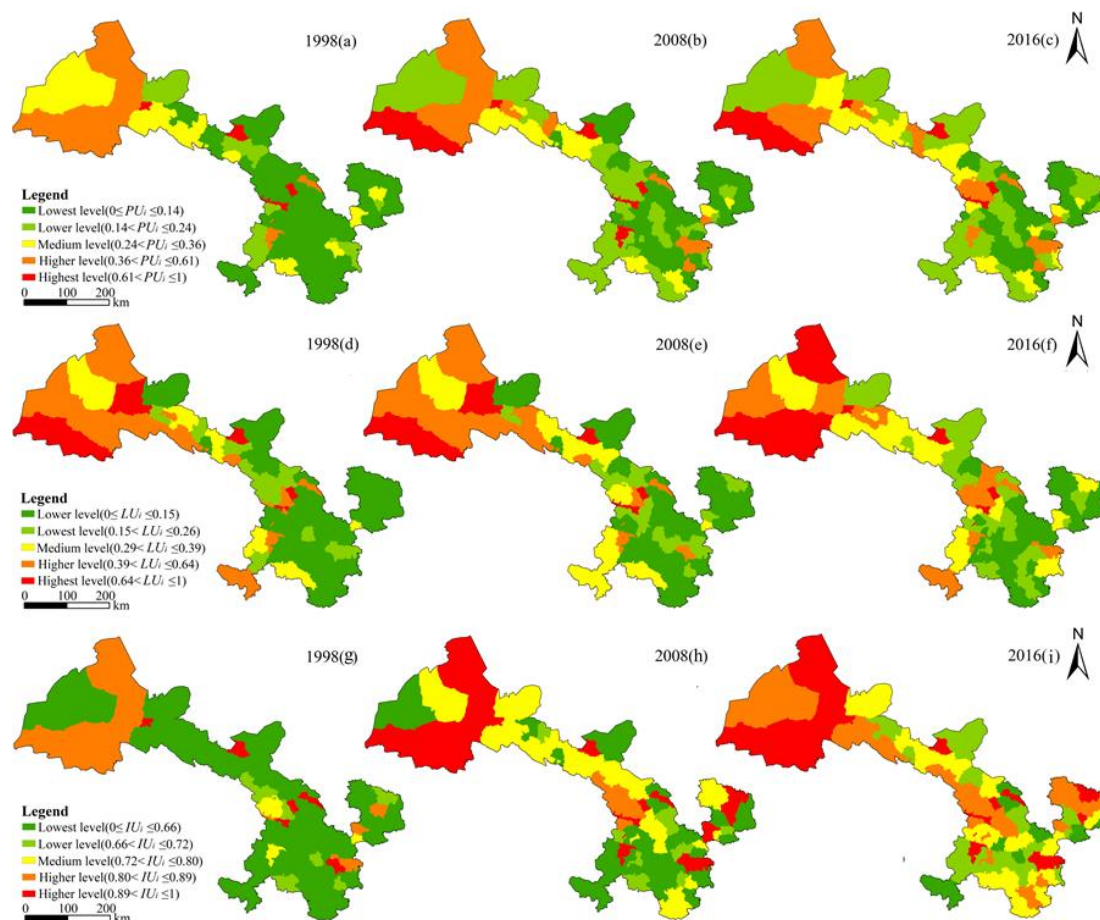 1998(a)
2008(b)
2016(c)
N
Legend
Lowest level(0≤ PUᵢ ≤0.14)
Lower level(0.14< PUᵢ ≤0.24)
Medium level(0.24< PUᵢ ≤0.36)
Higher level(0.36< PUᵢ ≤0.61)
Highest level(0.61< PUᵢ ≤1)
0 100 200
km
1998(d)
2008(e)
2016(f)
N
Legend
Lower level(0≤ LUᵢ ≤0.15)
Lowest level(0.15< LUᵢ ≤0.26)
Medium level(0.29< LUᵢ ≤0.39)
Higher level(0.39< LUᵢ ≤0.64)
Highest level(0.64< LUᵢ ≤1)
0 100 200
km
1998(g)
2008(h)
2016(i)
N
Legend
Lowest level(0≤ IUᵢ ≤0.66)
Lower level(0.66< IUᵢ ≤0.72)
Medium level(0.72< IUᵢ ≤0.80)
Higher level(0.80< IUᵢ ≤0.89)
Higher level(0.89< IUᵢ ≤1)
0 100 200
km